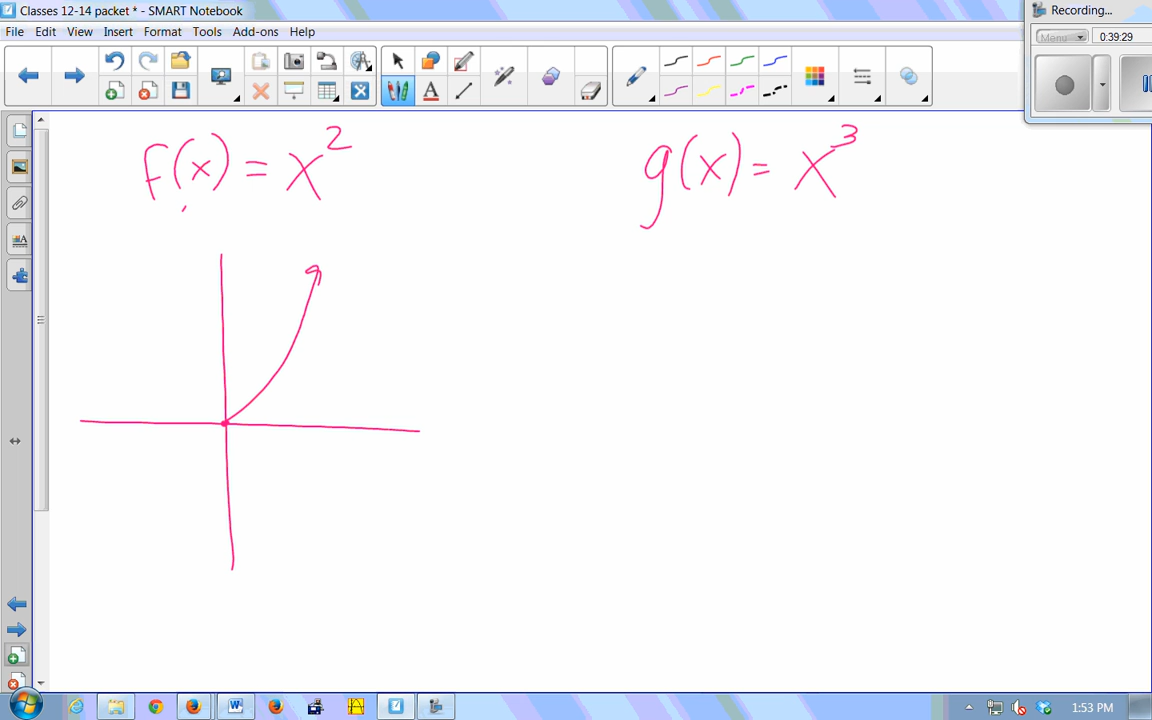 Classes 12-14 packet * - SMART Notebook
Recording...
File Edit View Insert Format Tools Add-ons Help
Menu
0:39:29
f(x) = x²
g(x) = x³
1:53 PM